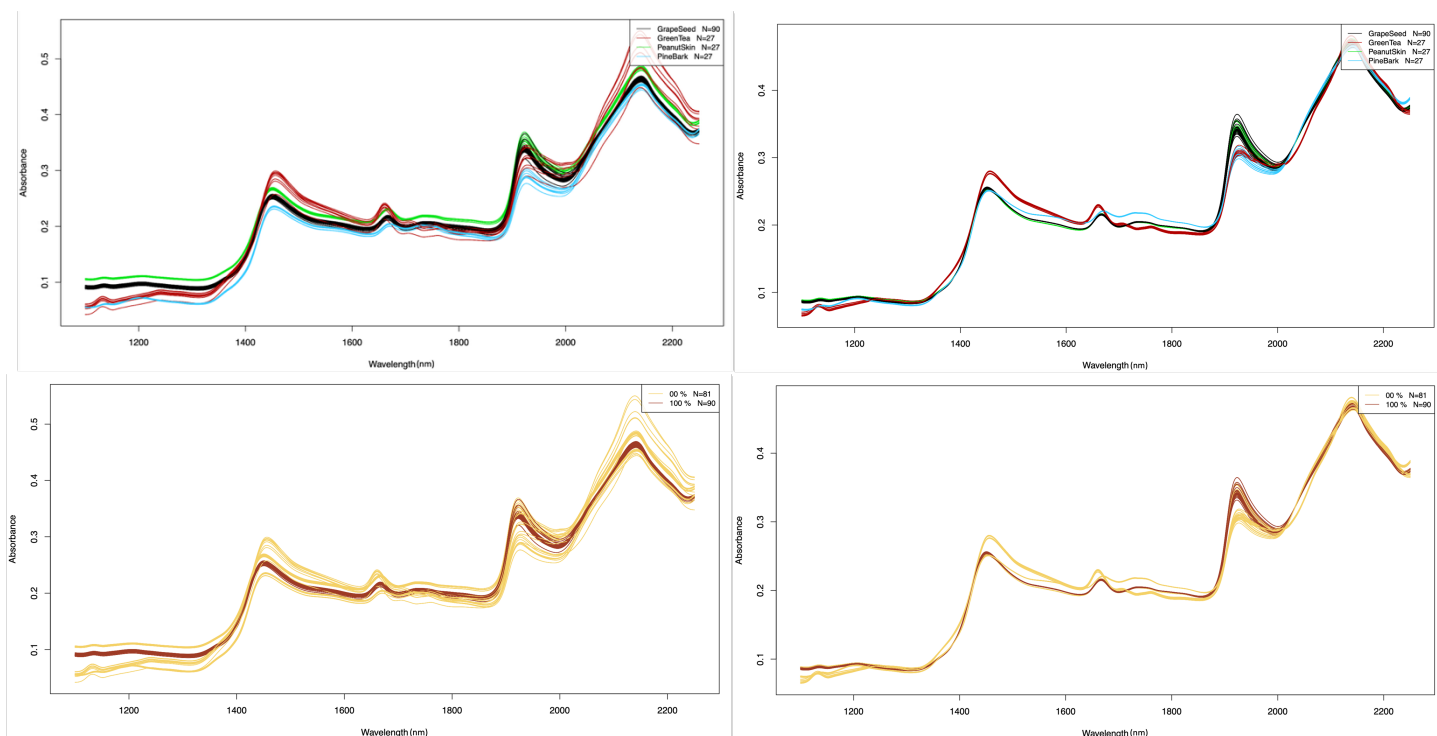 GrapeSeed N=90
GreenTea N=27
PeanutSkin N=27
PineBark N=27
Absorbance
0.5
0.4
0.3
0.2
0.1
1200 1400 1600 1800 2000 2200
Wavelength (nm)
GrapeSeed N=90
GreenTea N=27
PeanutSkin N=27
PineBark N=27
Absorbance
0.4
0.3
0.2
0.1
1200 1400 1600 1800 2000 2200
Wavelength (nm)
00 % N=81
100 % N=90
Absorbance
0.5
0.4
0.3
0.2
0.1
1200 1400 1600 1800 2000 2200
Wavelength (nm)
00 % N=81
100 % N=90
Absorbance
0.4
0.3
0.2
0.1
1200 1400 1600 1800 2000 2200
Wavelength (nm)